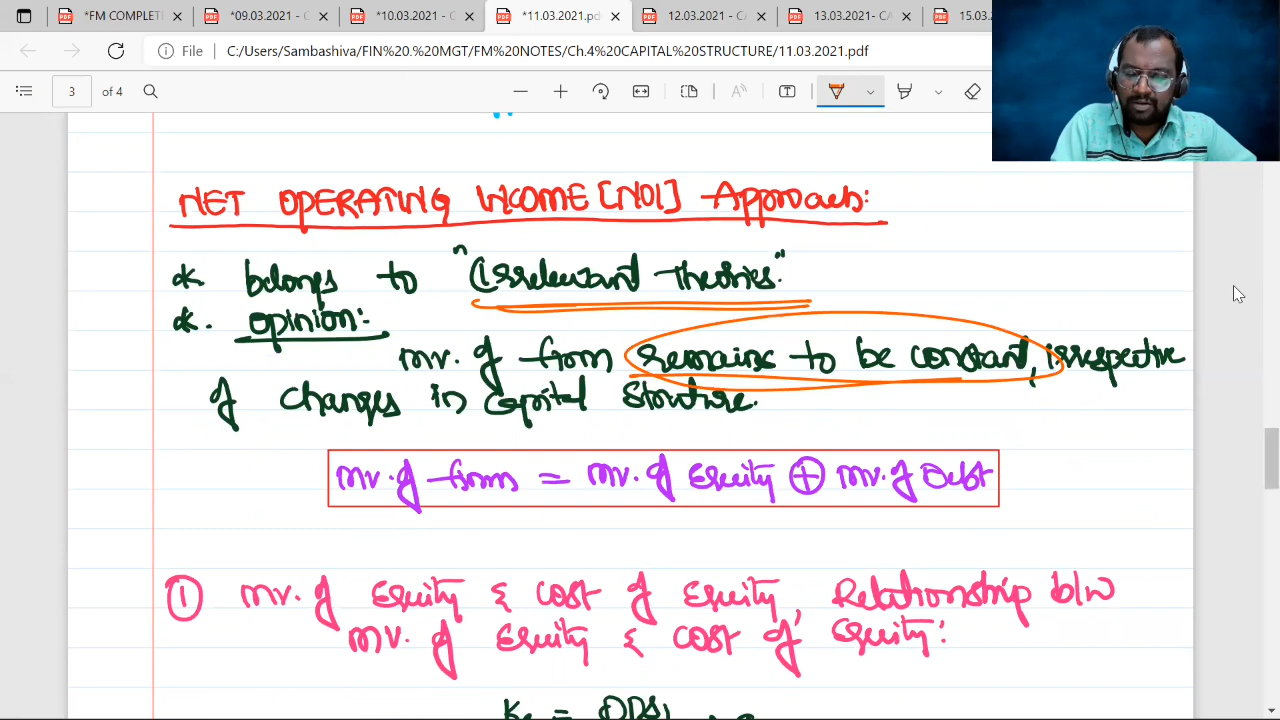 *FM COMPLETE
*09.03.2021 - C
*10.03.2021 - C
*11.03.2021.pd
12.03.2021 - CA
13.03.2021- CA
15.03
File
C:/Users/Sambashiva/FIN%20.%20MGT/FM%20NOTES/Ch.4%20CAPITAL%20STRUCTURE/11.03.2021.pdf
3 of 4
NET OPERATING INCOME [NOI] Approach:
* belongs to "Irrelevant Theories."
* Opinion:
mv. of firm remains to be constant, irrespective
of changes in Capital Structure.
mv. of firm = mv. of Equity + mv. of Debt
① mv. of Equity & Cost of Equity, Relationship b/w
mv. of Equity & Cost of Equity: